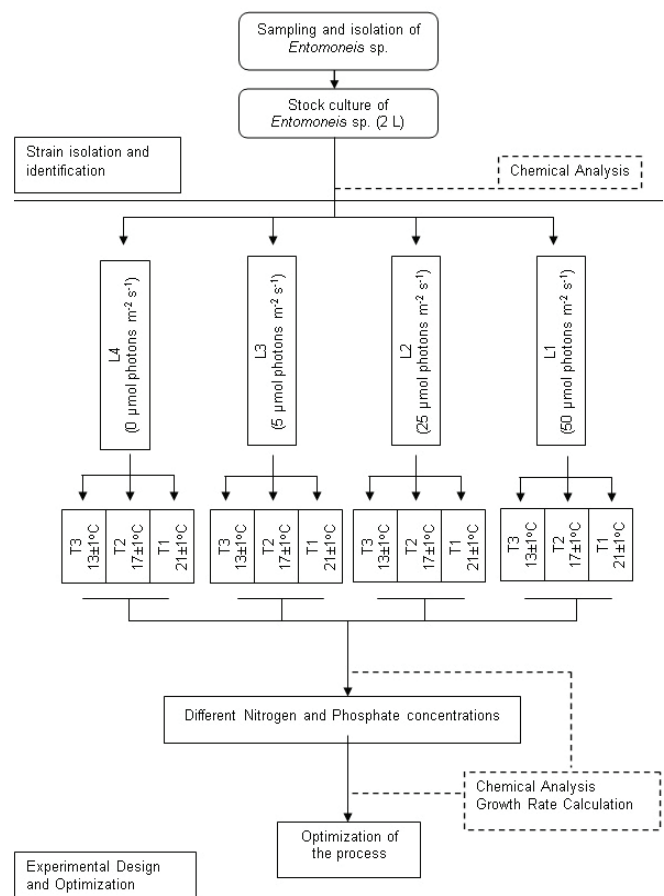 Sampling and isolation of
Entomoneis sp.
Stock culture of
Entomoneis sp. (2 L)
Strain isolation and
identification
Chemical Analysis
L4
(0 µmol photons m-2 s-1)
L3
(5 µmol photons m-2 s-1)
L2
(25 µmol photons m-2 s-1)
L1
(50 µmol photons m-2 s-1)
T3
13±1ºC
T2
17±1ºC
T1
21±1ºC
T3
13±1ºC
T2
17±1ºC
T1
21±1ºC
T3
13±1ºC
T2
17±1ºC
T1
21±1ºC
T3
13±1ºC
T2
17±1ºC
T1
21±1ºC
Different Nitrogen and Phosphate concentrations
Chemical Analysis
Growth Rate Calculation
Optimization of
the process
Experimental Design
and Optimization